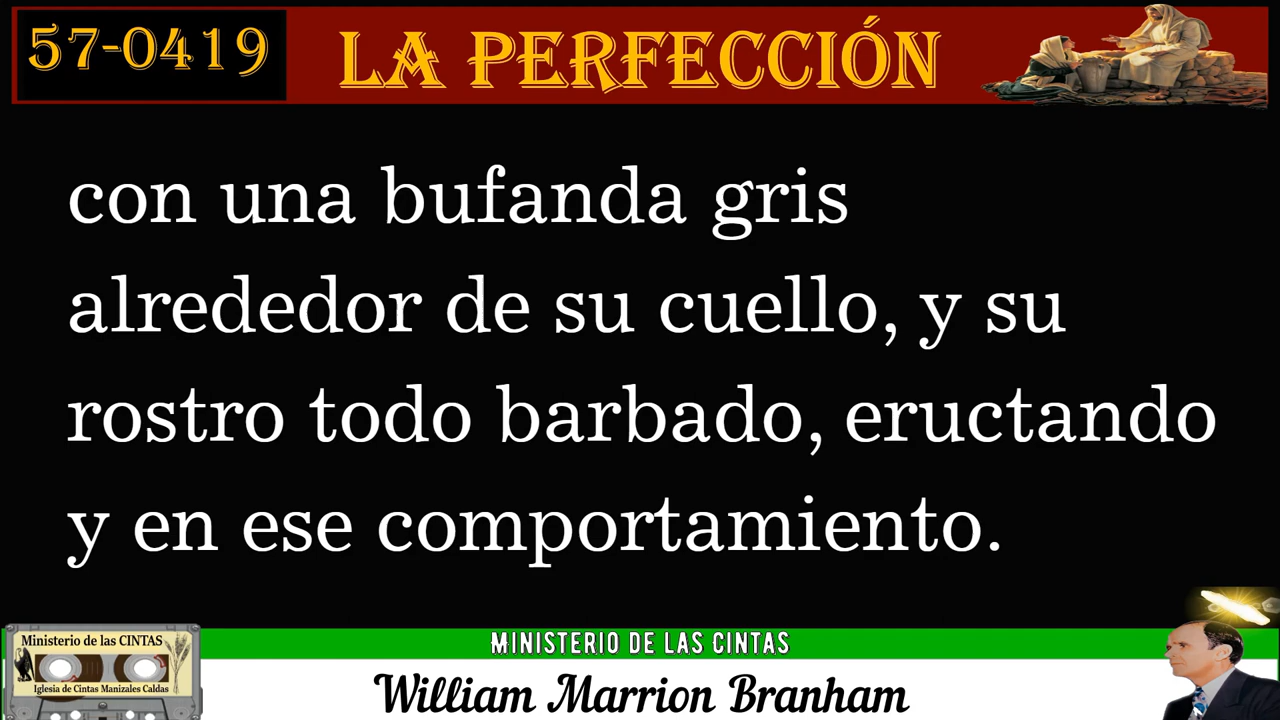 57-0419
LA PERFECCIÓN
con una bufanda gris
alrededor de su cuello, y su
rostro todo barbado, eructando
y en ese comportamiento.
MINISTERIO DE LAS CINTAS
Ministerio de las CINTAS
Iglesia de Cintas Manizales Caldas
William Marrion Branham